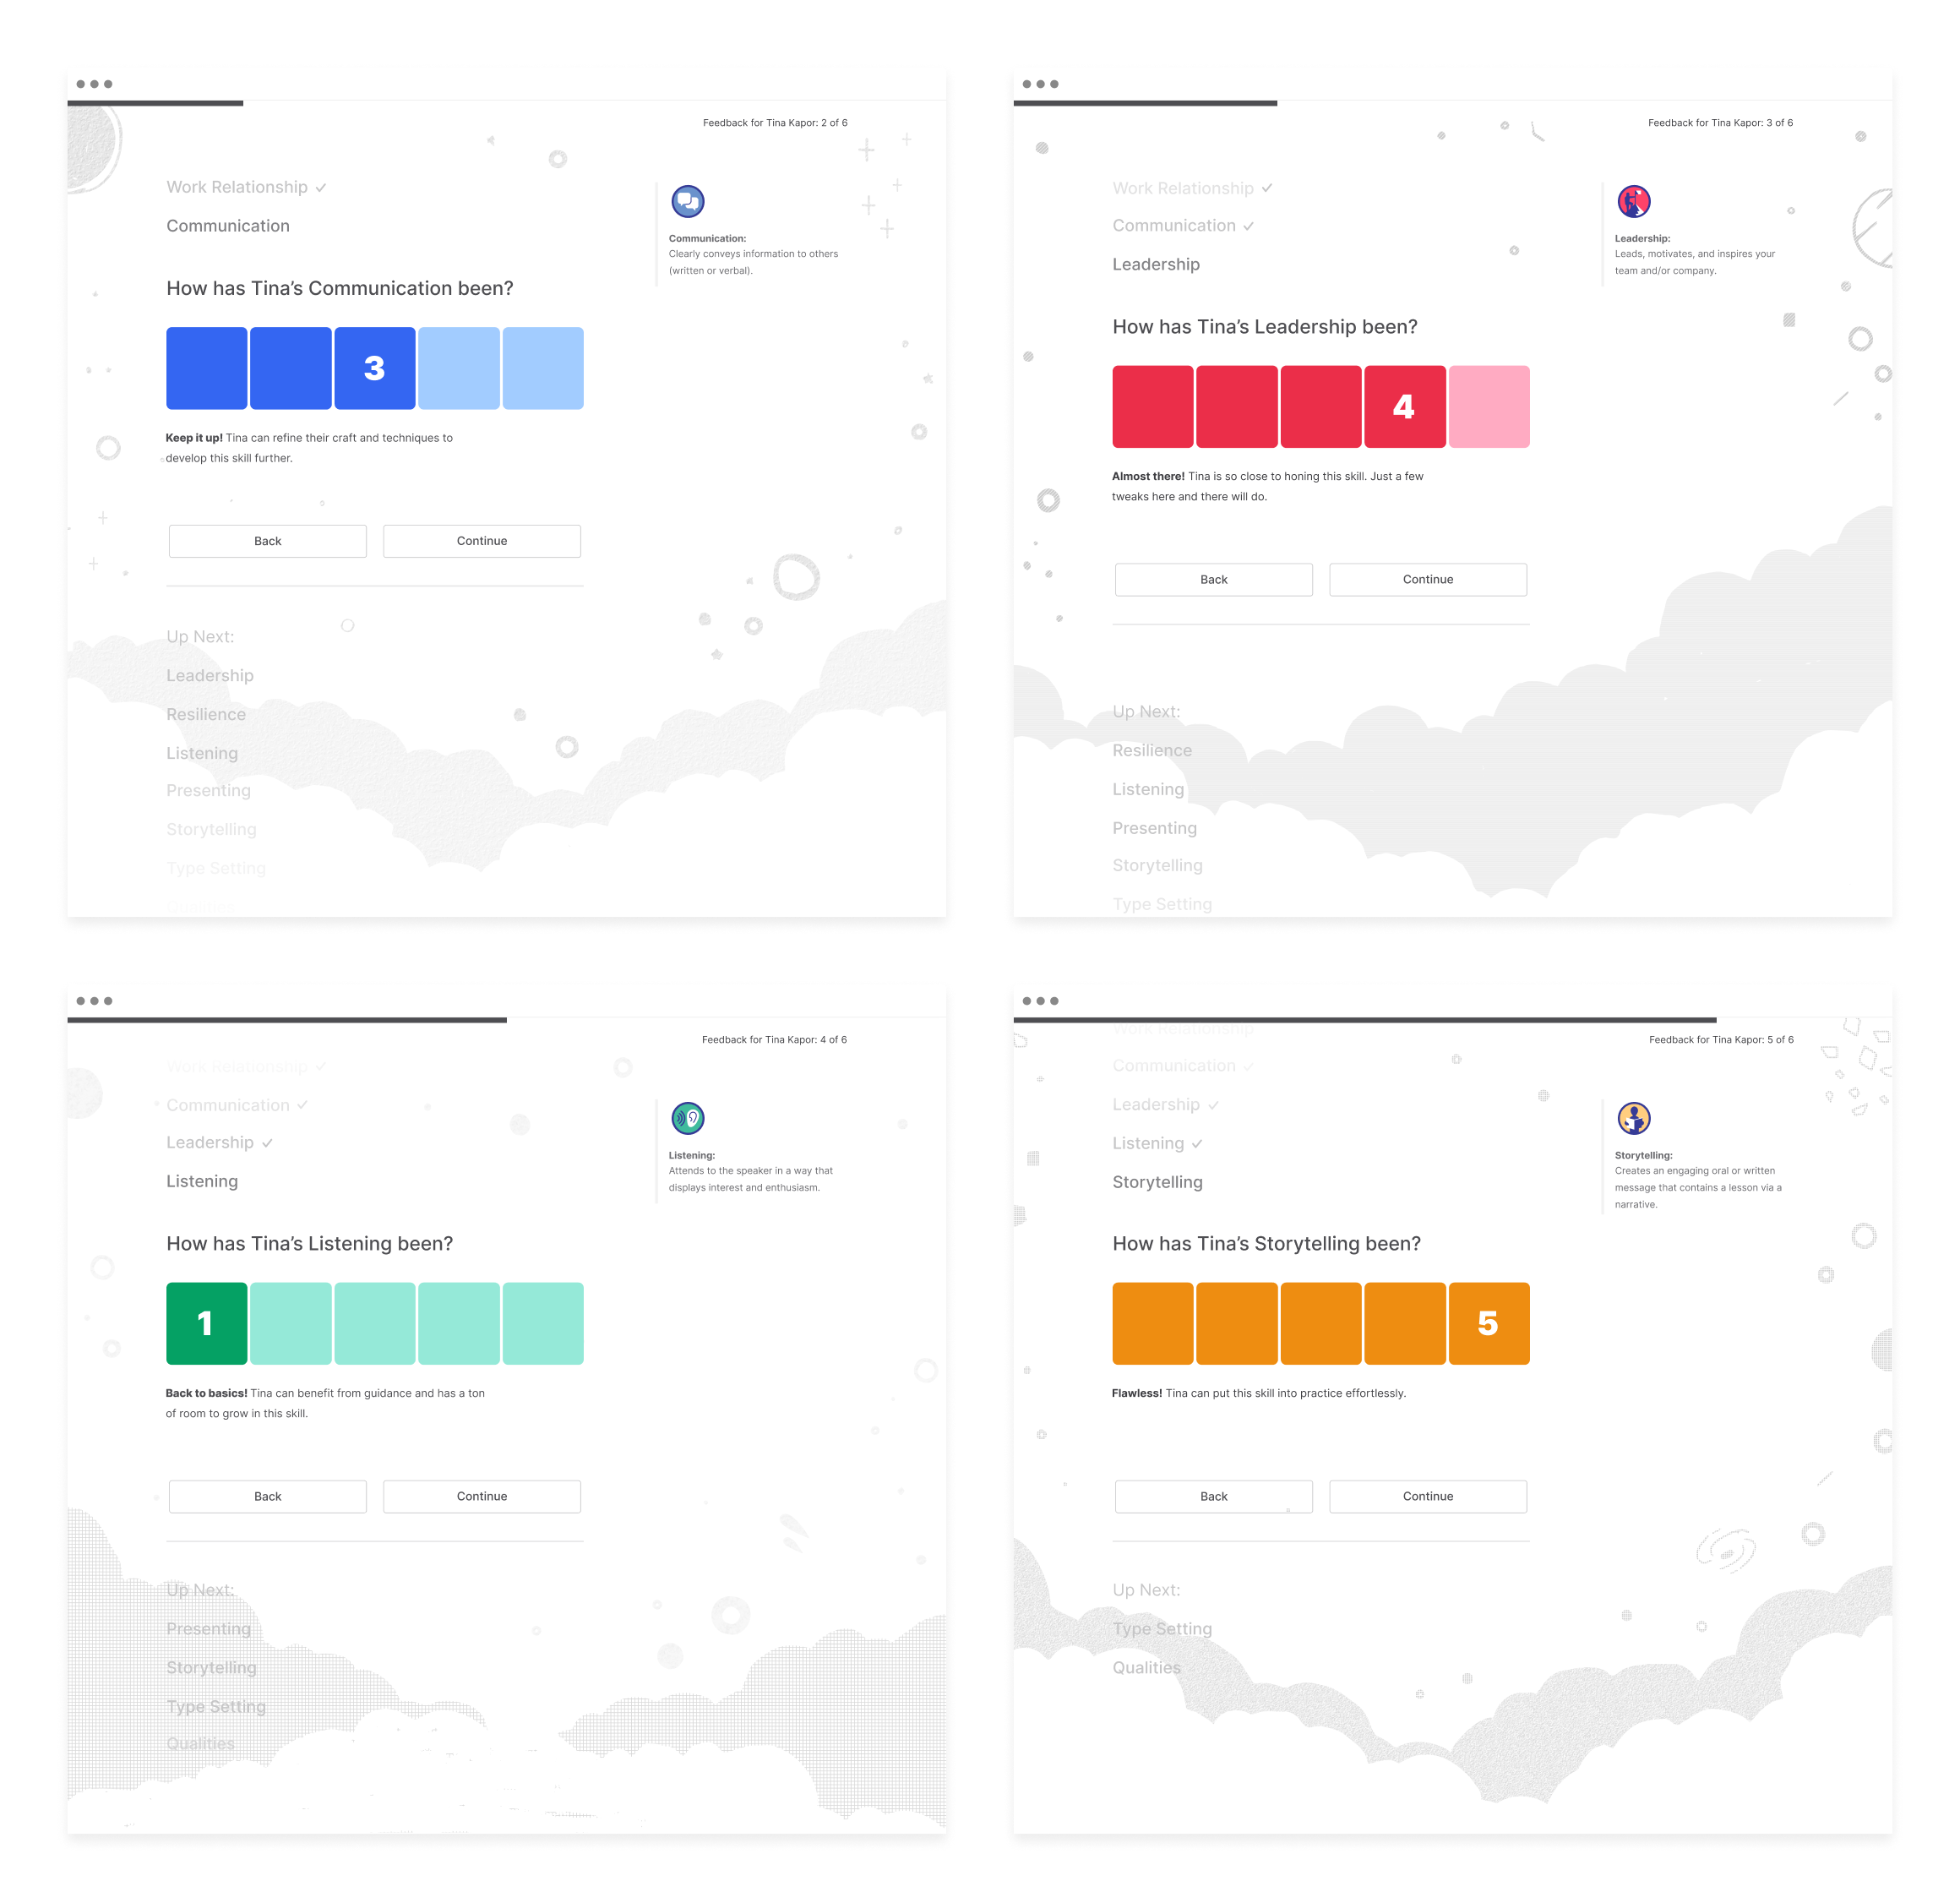 Feedback for Tina Kapor: 2 of 6
Work Relationship
Communication
Communication:
Clearly conveys information to others
(written or verbal).
How has Tina’s Communication been?
3
Keep it up! Tina can refine their craft and techniques to
develop this skill further.
Back
Continue
Up Next:
Leadership
Resilience
Listening
Presenting
Storytelling
Type Setting
Feedback for Tina Kapor: 3 of 6
Work Relationship
Communication
Leadership
Leadership:
Leads, motivates, and inspires your
team and/or company.
How has Tina’s Leadership been?
4
Almost there! Tina is so close to honing this skill. Just a few
tweaks here and there will do.
Back
Continue
Up Next:
Resilience
Listening
Presenting
Storytelling
Type Setting
Feedback for Tina Kapor: 4 of 6
Work Relationship
Communication
Leadership
Listening
Listening:
Attends to the speaker in a way that
displays interest and enthusiasm.
How has Tina’s Listening been?
1
Back to basics! Tina can benefit from guidance and has a ton
of room to grow in this skill.
Back
Continue
Up Next:
Presenting
Storytelling
Type Setting
Qualities
Feedback for Tina Kapor: 5 of 6
Work Relationship
Communication
Leadership
Listening
Storytelling
Storytelling:
Creates an engaging oral or written
message that contains a lesson via a
narrative.
How has Tina’s Storytelling been?
5
Flawless! Tina can put this skill into practice effortlessly.
Back
Continue
Up Next:
Type Setting
Qualities